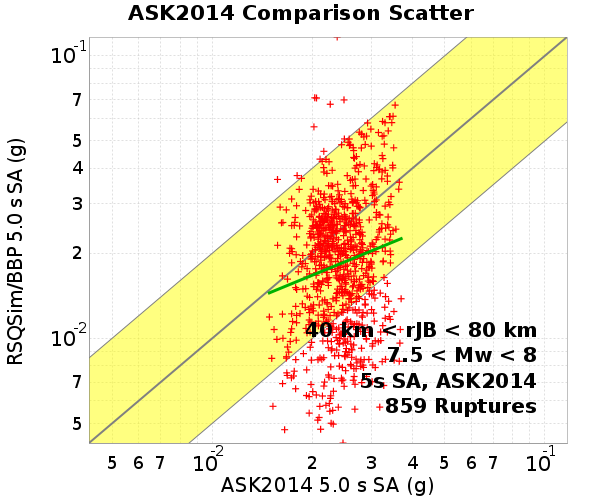 ASK2014 Comparison Scatter
RSQSim/BBP 5.0 s SA (g)
10-1
7
5
4
3
2
10-2
7
5
40 km < rJB < 80 km
7.5 < Mw < 8
5s SA, ASK2014
859 Ruptures
5 6 7 10-2 2 3 4 5 6 7 10-1
ASK2014 5.0 s SA (g)